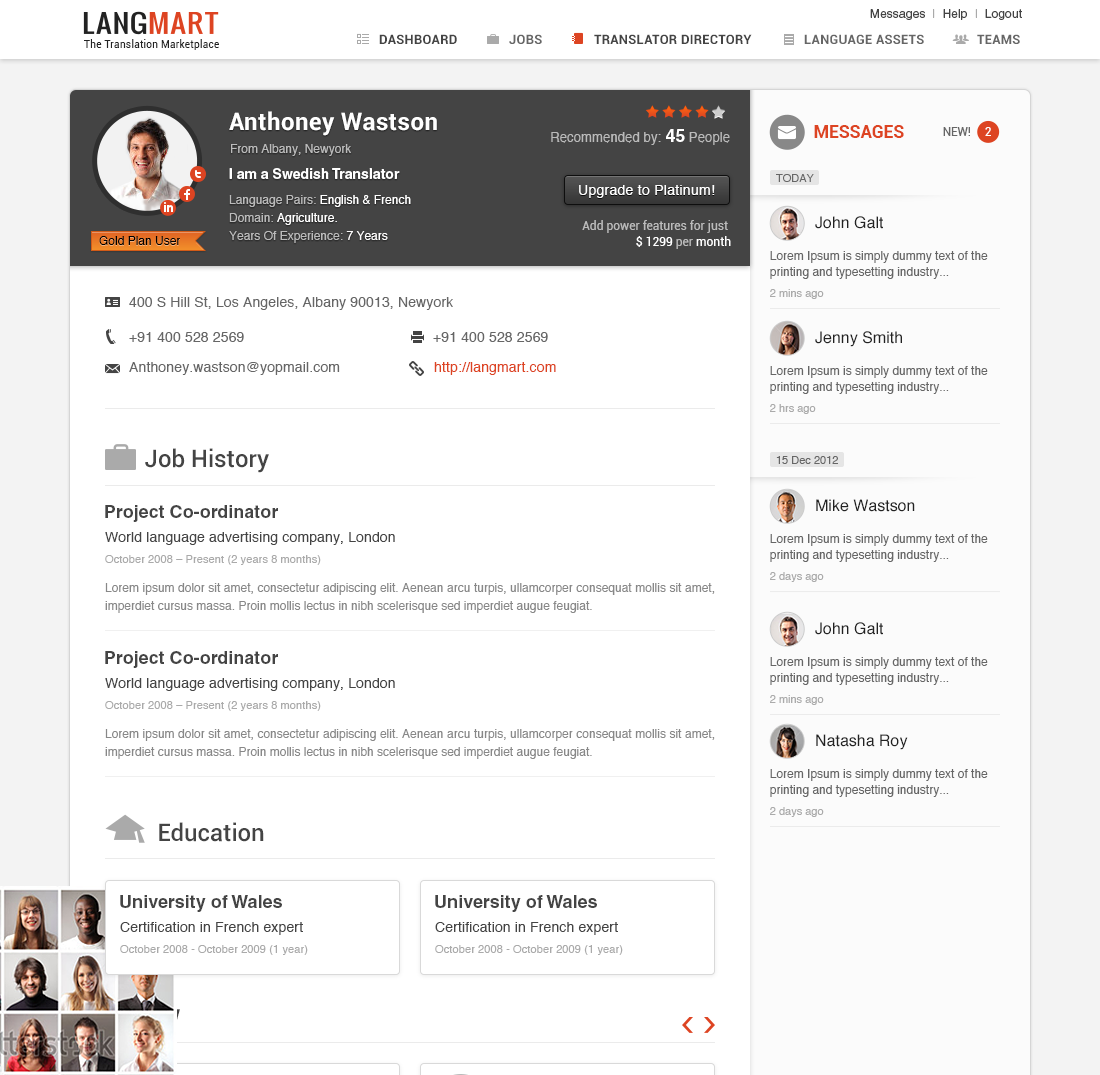 LANGMART
The Translation Marketplace
Messages | Help | Logout
DASHBOARD JOBS TRANSLATOR DIRECTORY LANGUAGE ASSETS TEAMS
Anthoney Wastson
From Albany, Newyork
I am a Swedish Translator
Language Pairs: English & French
Domain: Agriculture.
Years Of Experience: 7 Years
Gold Plan User
Recommended by: 45 People
Upgrade to Platinum!
Add power features for just
$ 1299 per month
400 S Hill St, Los Angeles, Albany 90013, Newyork
+91 400 528 2569
+91 400 528 2569
Anthoney.wastson@yopmail.com
http://langmart.com
Job History
Project Co-ordinator
World language advertising company, London
October 2008 – Present (2 years 8 months)
Lorem ipsum dolor sit amet, consectetur adipiscing elit. Aenean arcu turpis, ullamcorper consequat mollis sit amet,
imperdiet cursus massa. Proin mollis lectus in nibh scelerisque sed imperdiet augue feugiat.
Project Co-ordinator
World language advertising company, London
October 2008 – Present (2 years 8 months)
Lorem ipsum dolor sit amet, consectetur adipiscing elit. Aenean arcu turpis, ullamcorper consequat mollis sit amet,
imperdiet cursus massa. Proin mollis lectus in nibh scelerisque sed imperdiet augue feugiat.
Education
University of Wales
Certification in French expert
October 2008 - October 2009 (1 year)
University of Wales
Certification in French expert
October 2008 - October 2009 (1 year)
MESSAGES
NEW! 2
TODAY
John Galt
Lorem Ipsum is simply dummy text of the
printing and typesetting industry...
2 mins ago
Jenny Smith
Lorem Ipsum is simply dummy text of the
printing and typesetting industry...
2 hrs ago
15 Dec 2012
Mike Wastson
Lorem Ipsum is simply dummy text of the
printing and typesetting industry...
2 days ago
John Galt
Lorem Ipsum is simply dummy text of the
printing and typesetting industry...
2 mins ago
Natasha Roy
Lorem Ipsum is simply dummy text of the
printing and typesetting industry...
2 days ago